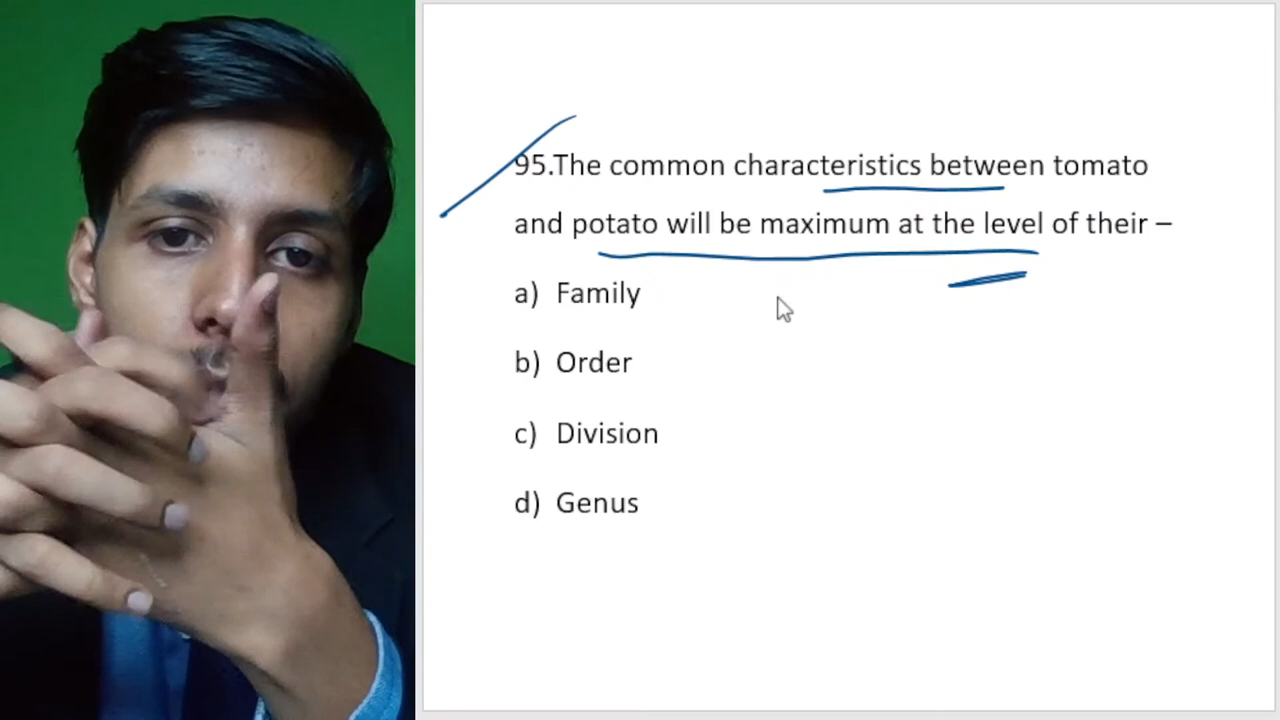 95.The common characteristics between tomato
and potato will be maximum at the level of their –
a) Family
b) Order
c) Division
d) Genus